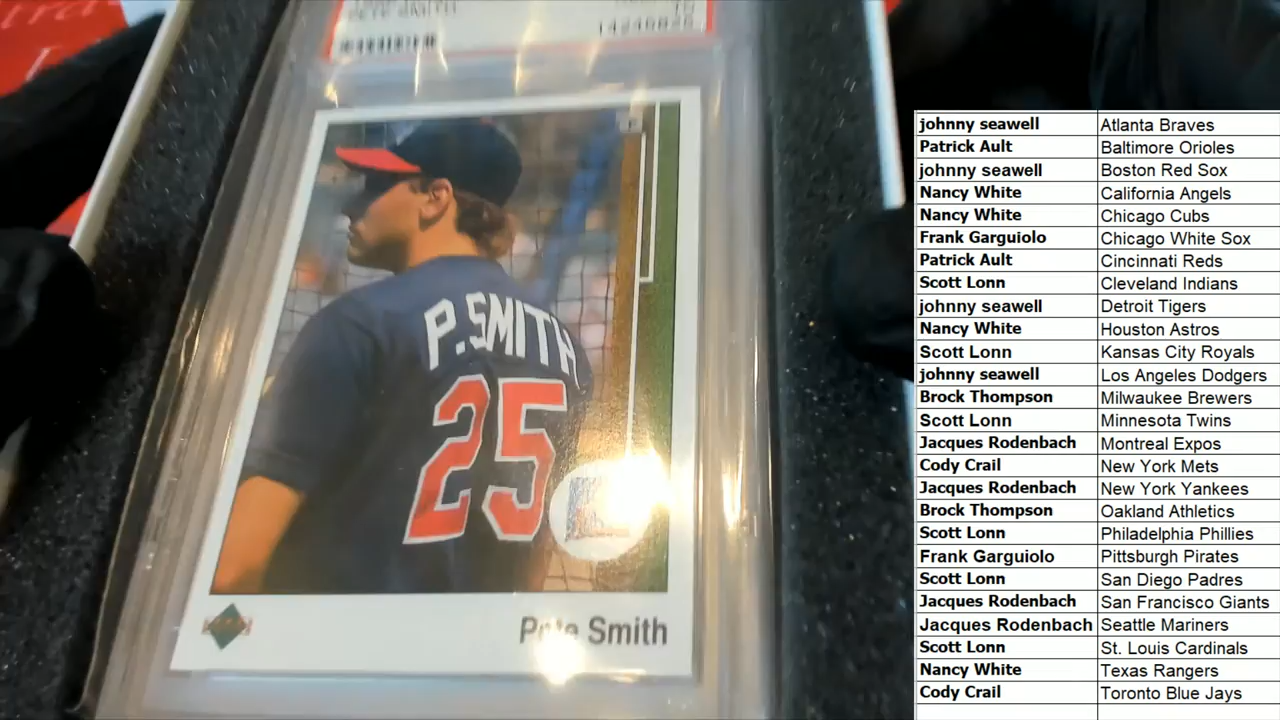 PETE SMITH
10
14246828
P.SMITH
25
Pete Smith
johnny seawell Atlanta Braves
Patrick Ault Baltimore Orioles
johnny seawell Boston Red Sox
Nancy White California Angels
Nancy White Chicago Cubs
Frank Garguiolo Chicago White Sox
Patrick Ault Cincinnati Reds
Scott Lonn Cleveland Indians
johnny seawell Detroit Tigers
Nancy White Houston Astros
Scott Lonn Kansas City Royals
johnny seawell Los Angeles Dodgers
Brock Thompson Milwaukee Brewers
Scott Lonn Minnesota Twins
Jacques Rodenbach Montreal Expos
Cody Crail New York Mets
Jacques Rodenbach New York Yankees
Brock Thompson Oakland Athletics
Scott Lonn Philadelphia Phillies
Frank Garguiolo Pittsburgh Pirates
Scott Lonn San Diego Padres
Jacques Rodenbach San Francisco Giants
Jacques Rodenbach Seattle Mariners
Scott Lonn St. Louis Cardinals
Nancy White Texas Rangers
Cody Crail Toronto Blue Jays